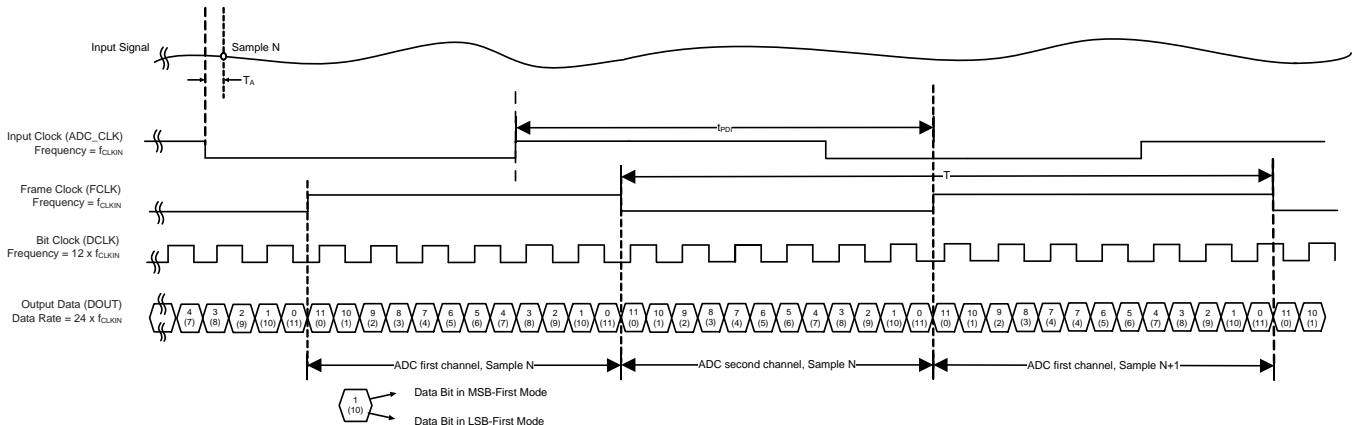 Input Signal
Sample N
T_A
Input Clock (ADC_CLK)
Frequency = f_CLKIN
t_PDI
Frame Clock (FCLK)
Frequency = f_CLKIN
T
Bit Clock (DCLK)
Frequency = 12 x f_CLKIN
Output Data (DOUT)
Data Rate = 24 x f_CLKIN
4 3 2 1 0 11 10 9 8 7 6 5 4 3 2 1 0 11 10 9 8 7 6 5 4 3 2 1 0 11 10 9 8 7 7 6 5 4 3 2 1 0 11 10
(7) (8) (9) (10) (11) (0) (1) (2) (3) (4) (5) (6) (7) (8) (9) (10) (11) (0) (1) (2) (3) (4) (5) (6) (7) (8) (9) (10) (11) (0) (1) (2) (3) (4) (4) (5) (6) (7) (8) (9) (10) (11) (0) (1)
ADC first channel, Sample N
ADC second channel, Sample N
ADC first channel, Sample N+1
1
(10)
Data Bit in MSB-First Mode
Data Bit in LSB-First Mode